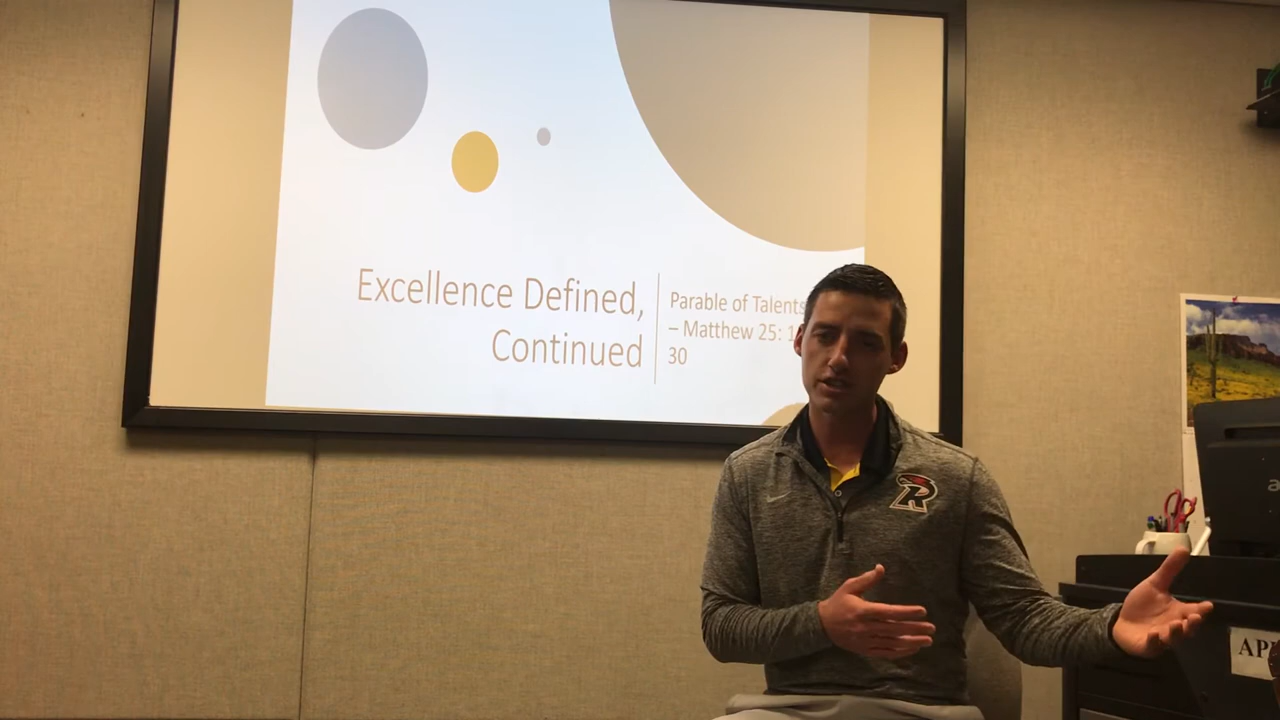 Excellence Defined,
Continued
Parable of Talents
– Matthew 25: 1
30
R